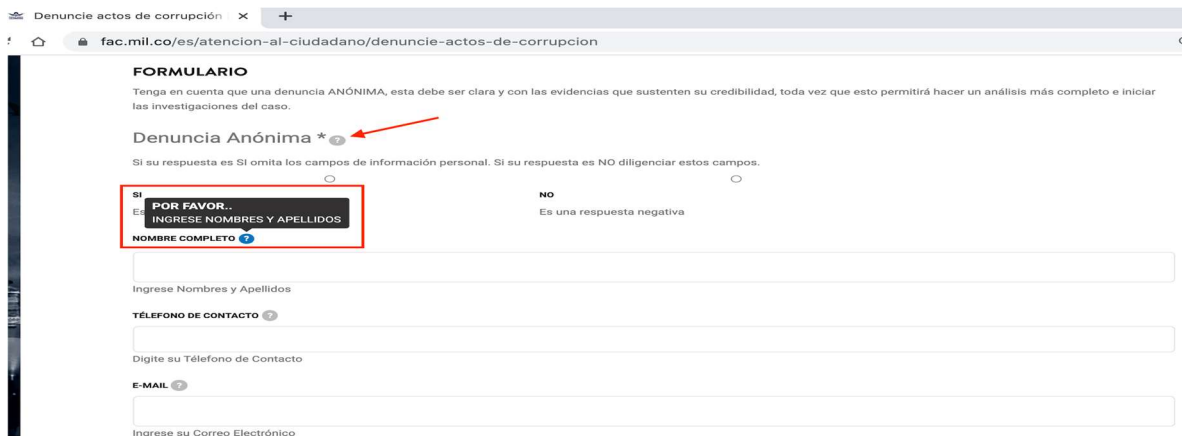 Denuncie actos de corrupción
fac.mil.co/es/atencion-al-ciudadano/denuncie-actos-de-corrupcion
FORMULARIO
Tenga en cuenta que una denuncia ANÓNIMA, esta debe ser clara y con las evidencias que sustenten su credibilidad, toda vez que esto permitirá hacer un análisis más completo e iniciar
las investigaciones del caso.
Denuncia Anónima * ?
Si su respuesta es SI omita los campos de información personal. Si su respuesta es NO diligenciar estos campos.
SI
NO
Es
Es una respuesta negativa
POR FAVOR..
INGRESE NOMBRES Y APELLIDOS
NOMBRE COMPLETO ?
Ingrese Nombres y Apellidos
TÉLEFONO DE CONTACTO ?
Digite su Télefono de Contacto
E-MAIL ?
Ingrese su Correo Electrónico